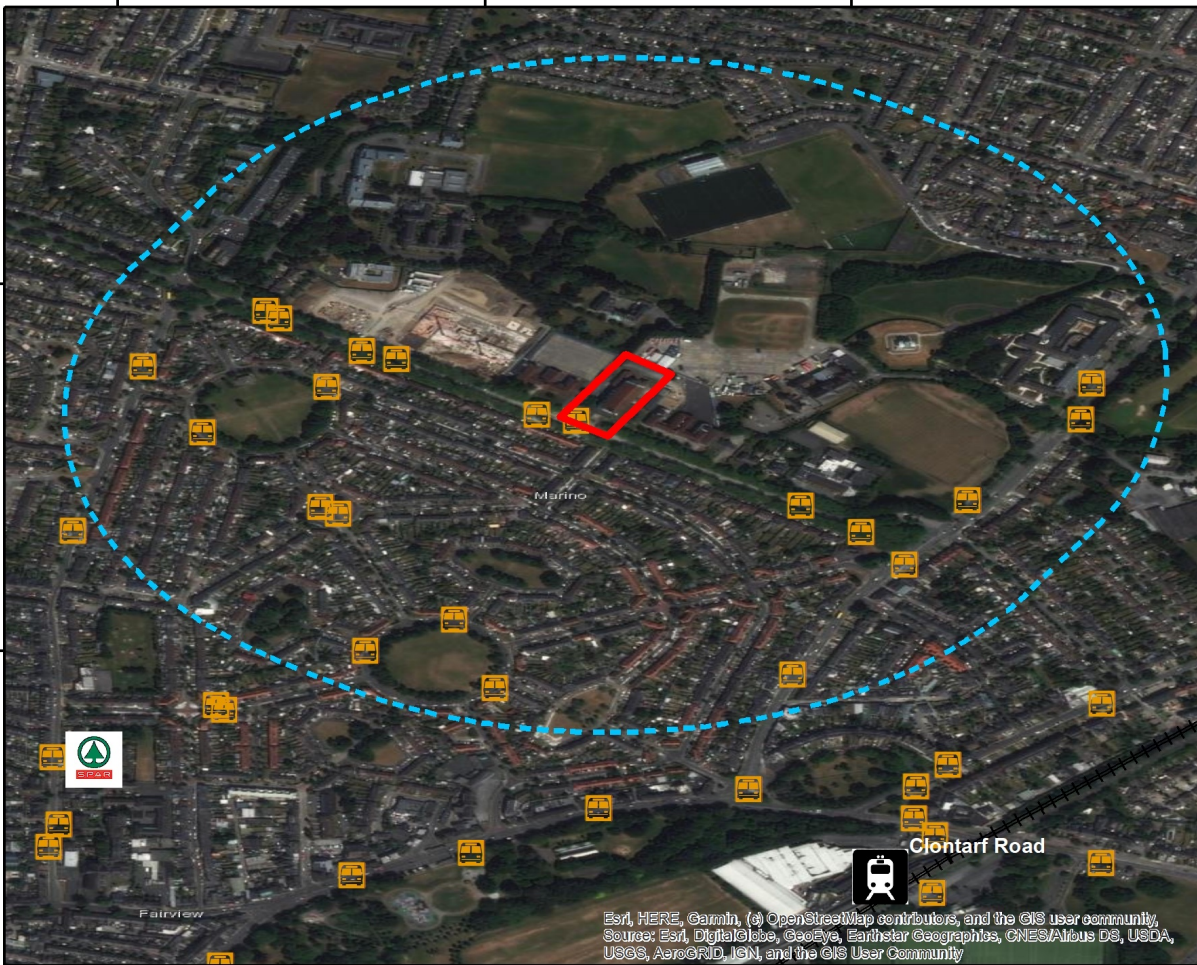 Marino
SPAR
Clontarf Road
Fairview
Esri, HERE, Garmin, (c) OpenStreetMap contributors, and the GIS user community,
Source: Esri, DigitalGlobe, GeoEye, Earthstar Geographics, CNES/Airbus DS, USDA,
USGS, AeroGRID, IGN, and the GIS User Community